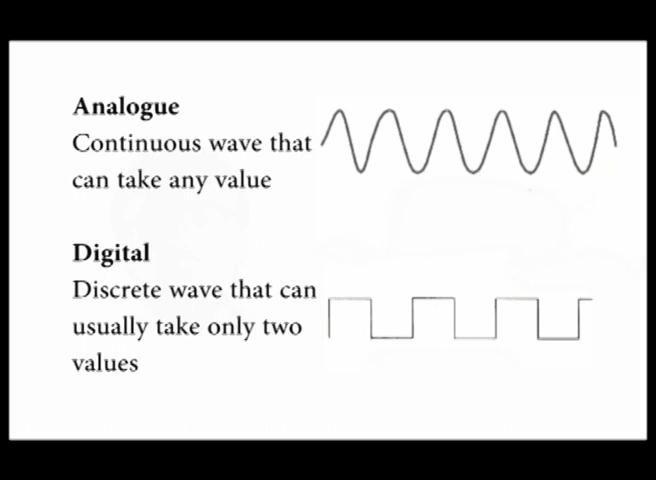 Analogue
Continuous wave that
can take any value
Digital
Discrete wave that can
usually take only two
values